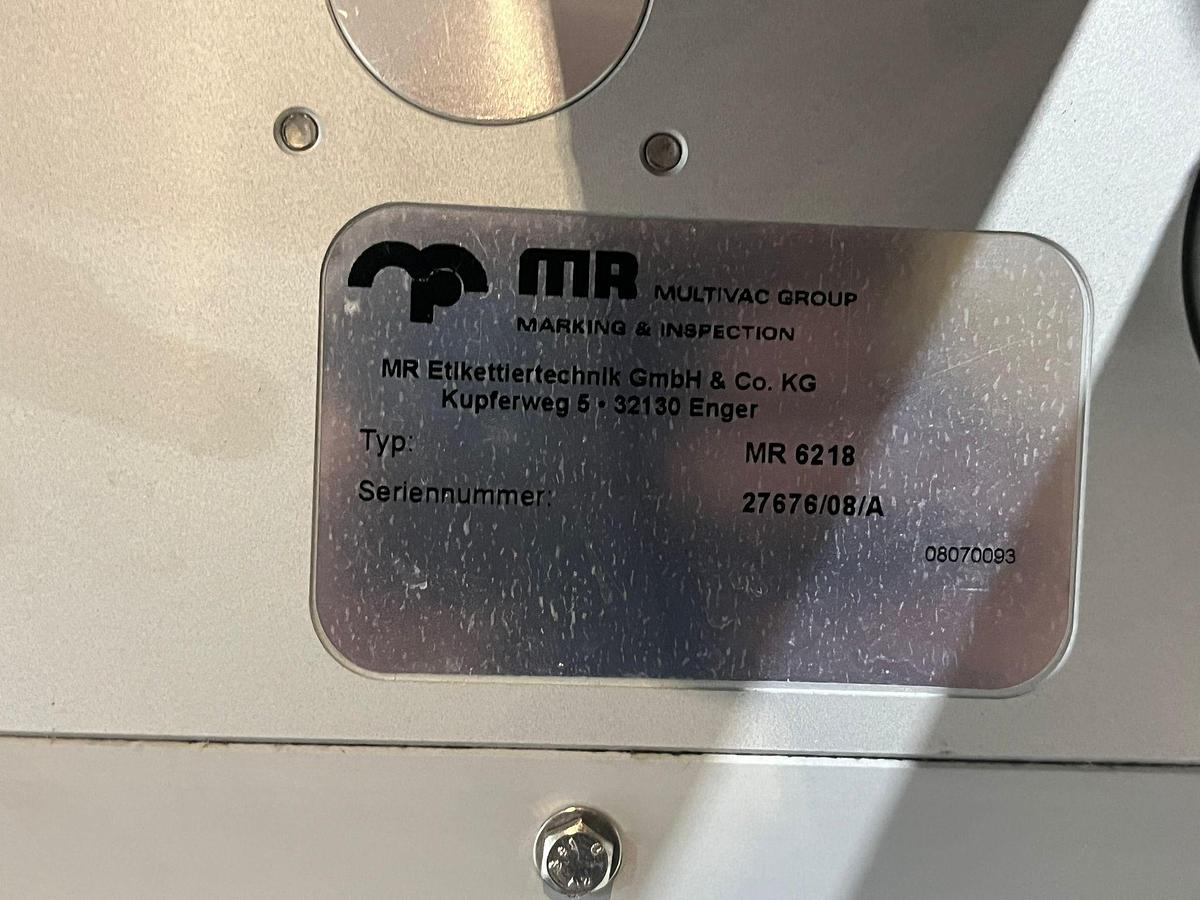 MR MULTIVAC GROUP
MARKING & INSPECTION
MR Etikettiertechnik GmbH & Co. KG
Kupferweg 5 • 32130 Enger
Typ: MR 6218
Seriennummer: 27676/08/A
08070093